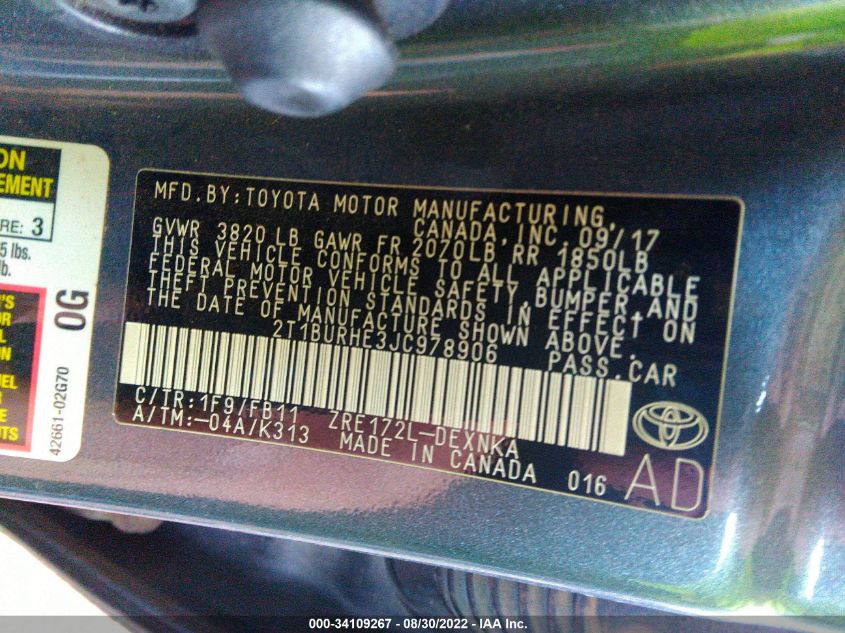 ON
EMENT
RE: 3
5 lbs.
lb.
'S
OR
L
UEL
E
UTS
0G
42661-02G70
MFD. BY: TOYOTA MOTOR MANUFACTURING,
CANADA, INC. 09/17
GVWR 3820 LB GAWR FR 2070LB RR 1850LB
THIS VEHICLE CONFORMS TO ALL APPLICABLE
FEDERAL MOTOR VEHICLE SAFETY, BUMPER, AND
THEFT PREVENTION STANDARDS IN EFFECT ON
THE DATE OF MANUFACTURE SHOWN ABOVE.
2T1BURHE3JC978906 PASS. CAR
C/TR: 1F9/FB11 ZRE172L-DEXNKA
A/TM: -04A/K313 MADE IN CANADA 016
AD
000-34109267 - 08/30/2022 - IAA Inc.